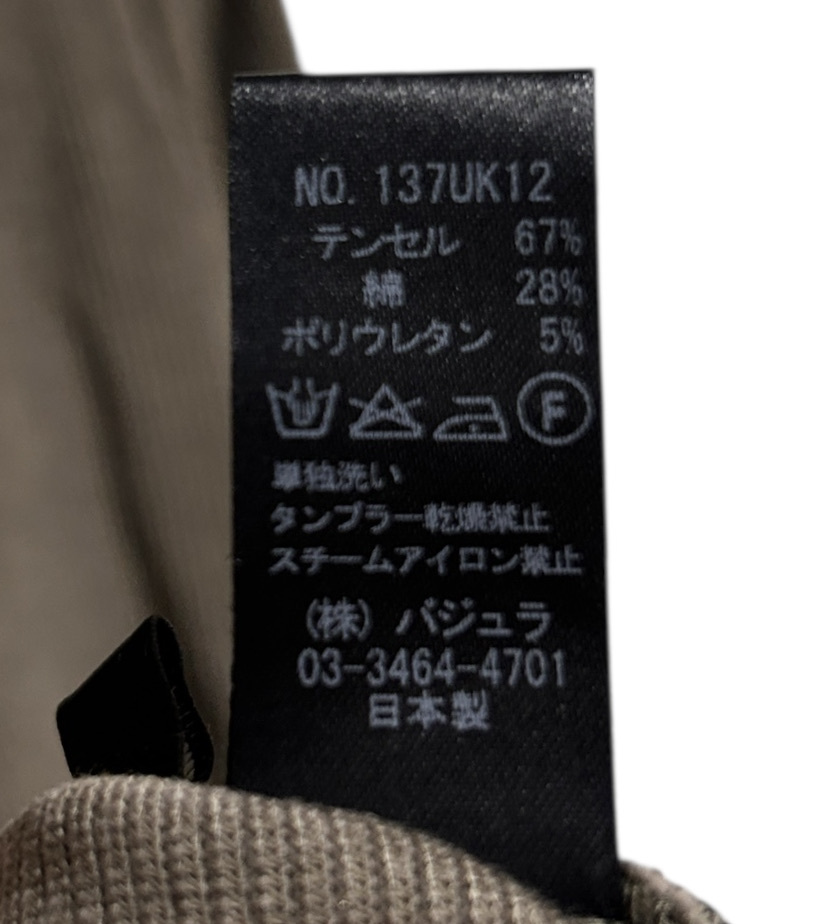 NO. 137UK12
テンセル 67%
綿 28%
ポリウレタン 5%
F
単独洗い
タンブラー乾燥禁止
スチームアイロン禁止
(株) バジュラ
03-3464-4701
日本製